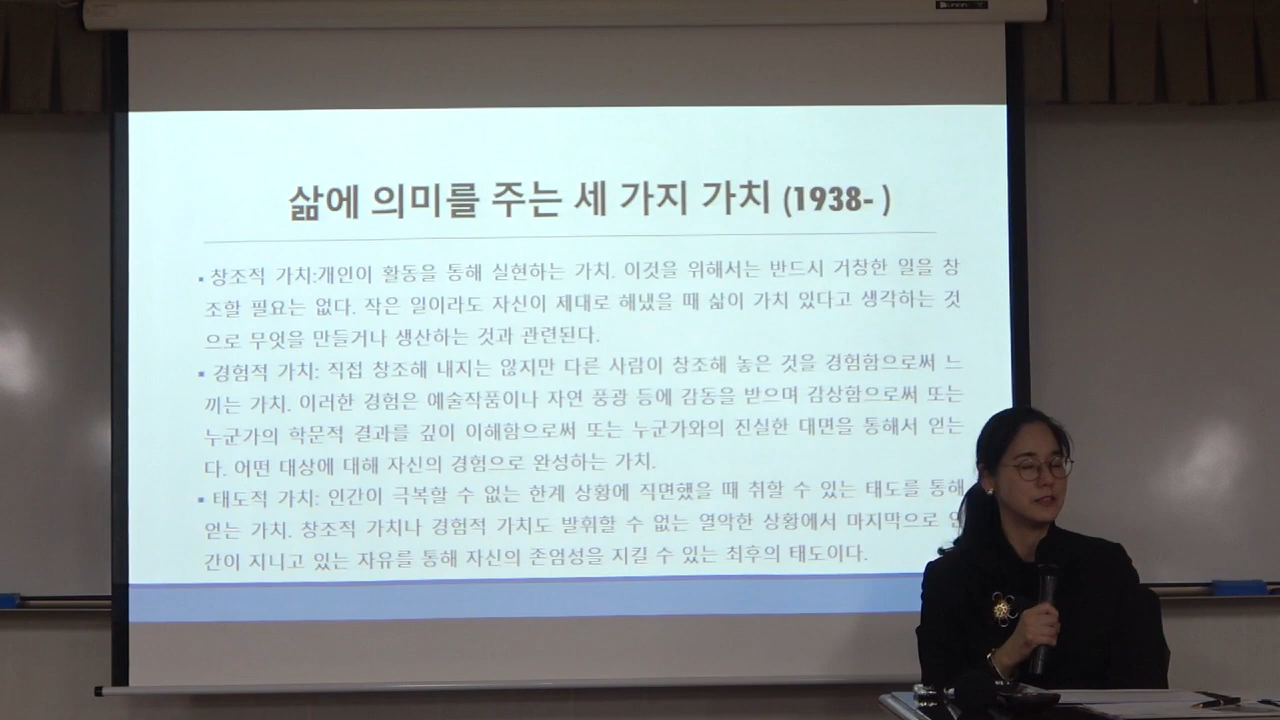 삶에 의미를 주는 세 가지 가치 (1938- )
▪ 창조적 가치:개인이 활동을 통해 실현하는 가치. 이것을 위해서는 반드시 거창한 일을 창
조할 필요는 없다. 작은 일이라도 자신이 제대로 해냈을 때 삶이 가치 있다고 생각하는 것
으로 무엇을 만들거나 생산하는 것과 관련된다.
▪ 경험적 가치: 직접 창조해 내지는 않지만 다른 사람이 창조해 놓은 것을 경험함으로써 느
끼는 가치. 이러한 경험은 예술작품이나 자연 풍광 등에 감동을 받으며 감상함으로써 또는
누군가의 학문적 결과를 깊이 이해함으로써 또는 누군가와의 진실한 대면을 통해서 얻는
다. 어떤 대상에 대해 자신의 경험으로 완성하는 가치.
▪ 태도적 가치: 인간이 극복할 수 없는 한계 상황에 직면했을 때 취할 수 있는 태도를 통해
얻는 가치. 창조적 가치나 경험적 가치도 발휘할 수 없는 열악한 상황에서 마지막으로 인
간이 지니고 있는 자유를 통해 자신의 존엄성을 지킬 수 있는 최후의 태도이다.